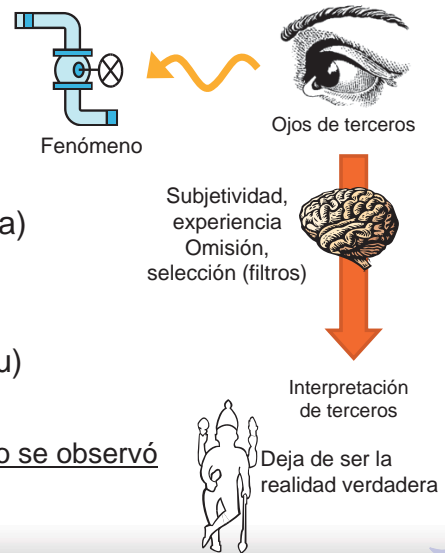 Fenómeno
Ojos de terceros
Subjetividad,
experiencia
Omisión,
selección (filtros)
a)
u)
Interpretación
de terceros
o se observó
Deja de ser la
realidad verdadera